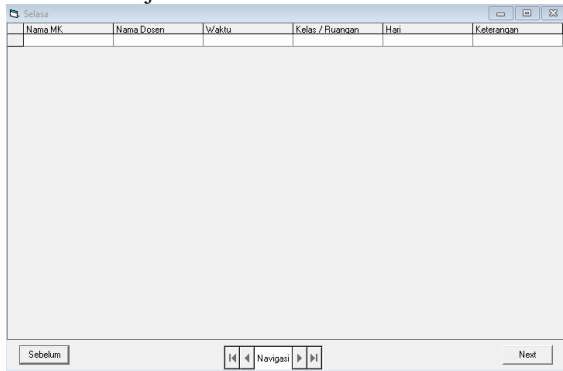 Selasa
Nama MK Nama Dosen Waktu Kelas / Ruangan Hari Keterangan
Sebelum Navigasi Next